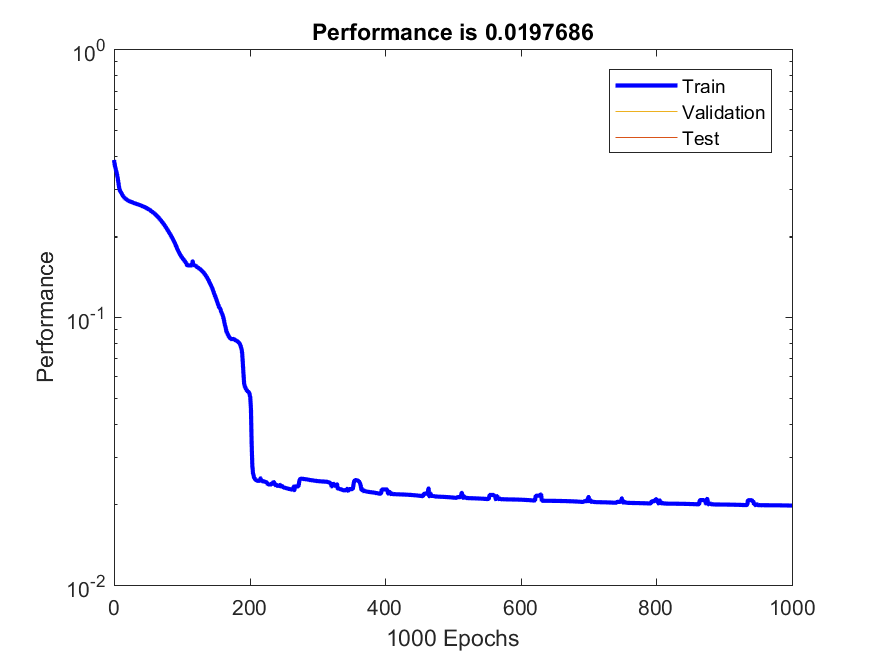 Performance is 0.0197686
10^0
Train
Validation
Test
Performance
10^-1
10^-2
0 200 400 600 800 1000
1000 Epochs